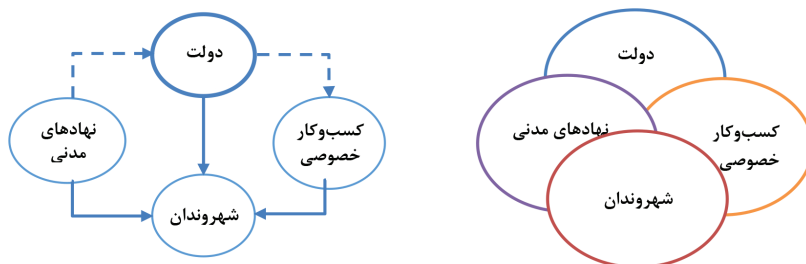 دولت
نهادهای
مدنی
کسب‌وکار
خصوصی
شهروندان
دولت
نهادهای مدنی
کسب‌وکار
خصوصی
شهروندان